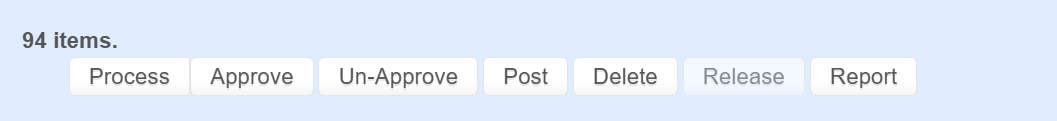 94 items.
Process Approve Un-Approve Post Delete Release Report